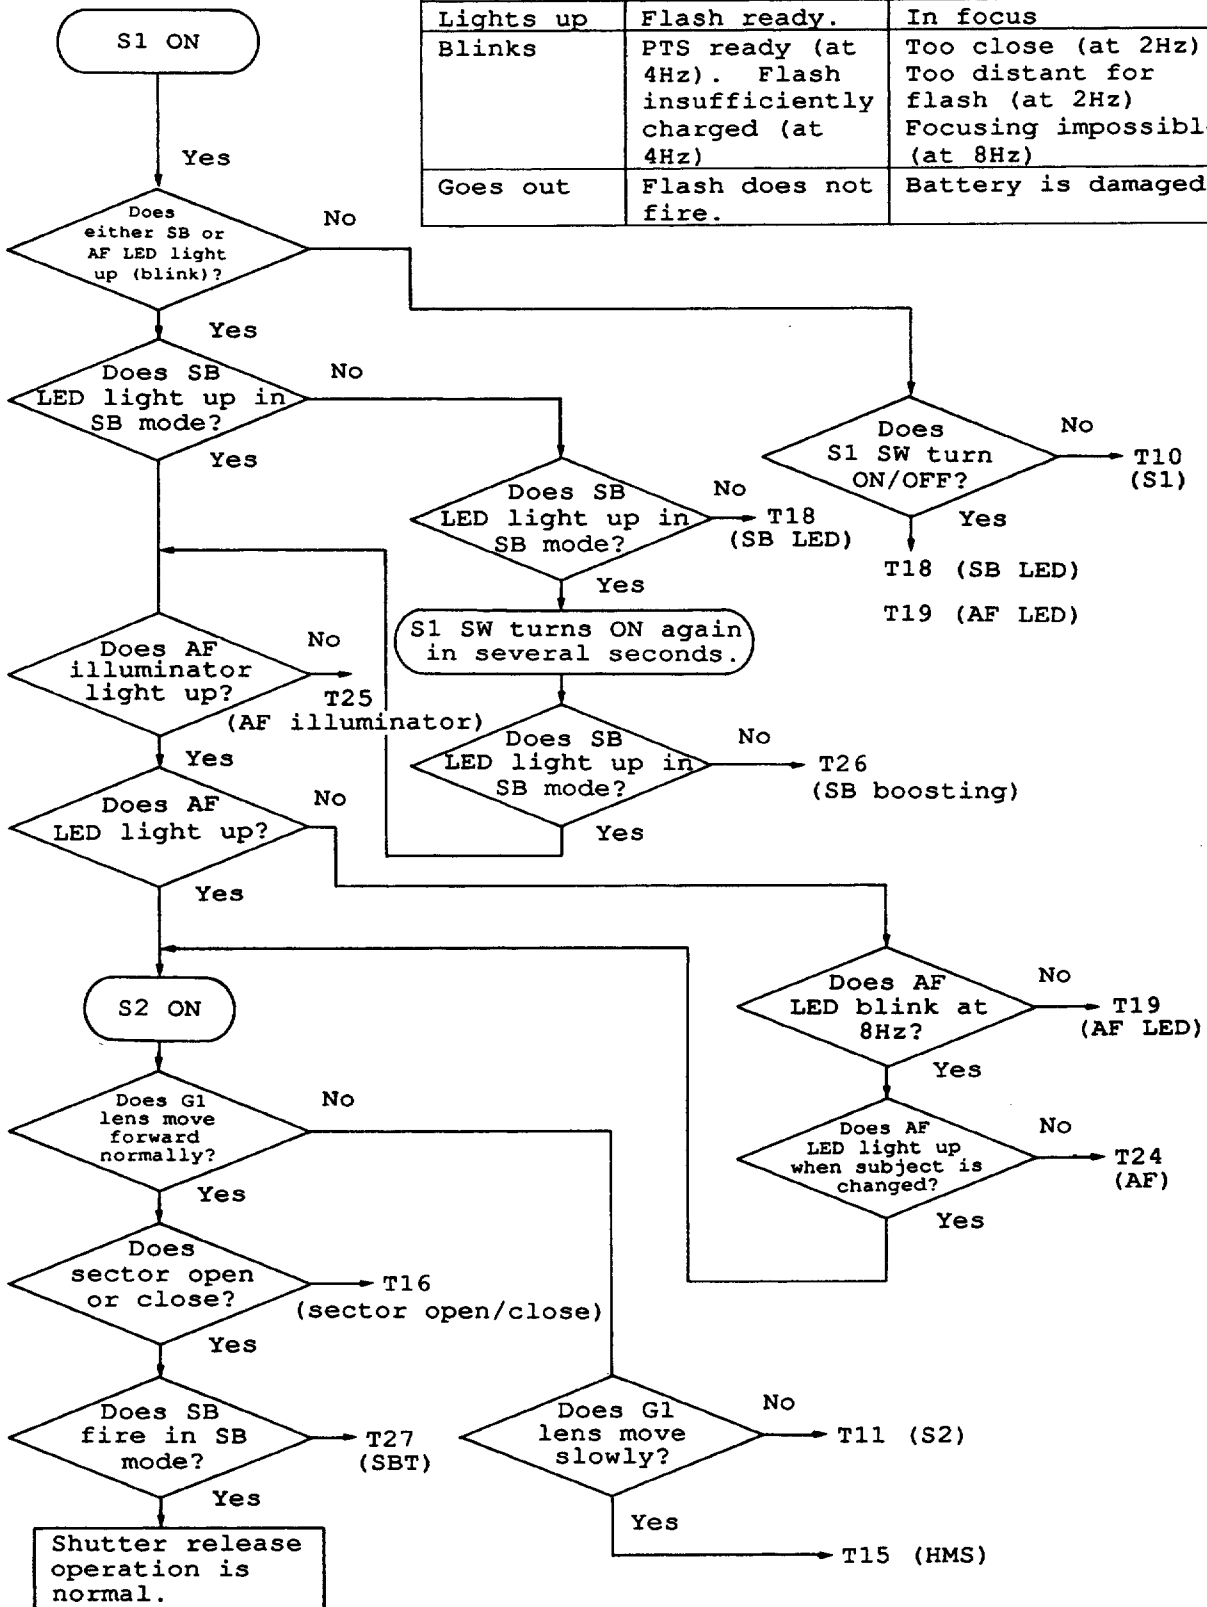 Lights up
Flash ready.
In focus
Blinks
PTS ready (at
4Hz). Flash
insufficiently
charged (at
4Hz)
Too close (at 2Hz)
Too distant for
flash (at 2Hz)
Focusing impossibl
(at 8Hz)
Goes out
Flash does not
fire.
Battery is damaged
S1 ON
Yes
Does
either SB or
AF LED light
up (blink)?
No
Yes
Does SB
LED light up in
SB mode?
No
Yes
Does
S1 SW turn
ON/OFF?
No
T10
(S1)
Yes
T18 (SB LED)
T19 (AF LED)
Does SB
LED light up in
SB mode?
No
T18
(SB LED)
Yes
S1 SW turns ON again
in several seconds.
Does SB
LED light up in
SB mode?
No
T26
(SB boosting)
Yes
Does AF
illuminator
light up?
No
T25
(AF illuminator)
Yes
Does AF
LED light up?
No
Yes
Does AF
LED blink at
8Hz?
No
T19
(AF LED)
Yes
Does AF
LED light up
when subject is
changed?
No
T24
(AF)
Yes
S2 ON
Does G1
lens move
forward
normally?
No
Yes
Does
sector open
or close?
T16
(sector open/close)
Yes
Does SB
fire in SB
mode?
T27
(SBT)
Yes
Does G1
lens move
slowly?
No
T11 (S2)
Yes
T15 (HMS)
Shutter release
operation is
normal.